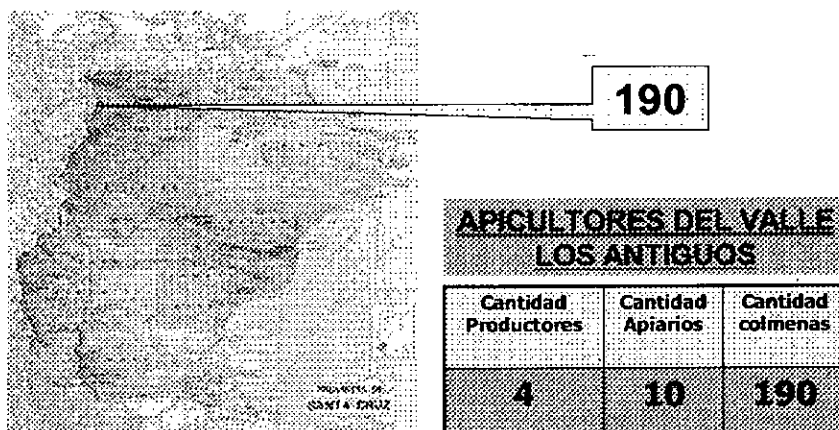 190
APICULTORES DEL VALLE
LOS ANTIGUOS
Cantidad Productores
Cantidad Apiarios
Cantidad colmenas
4
10
190
SANTA CRUZ